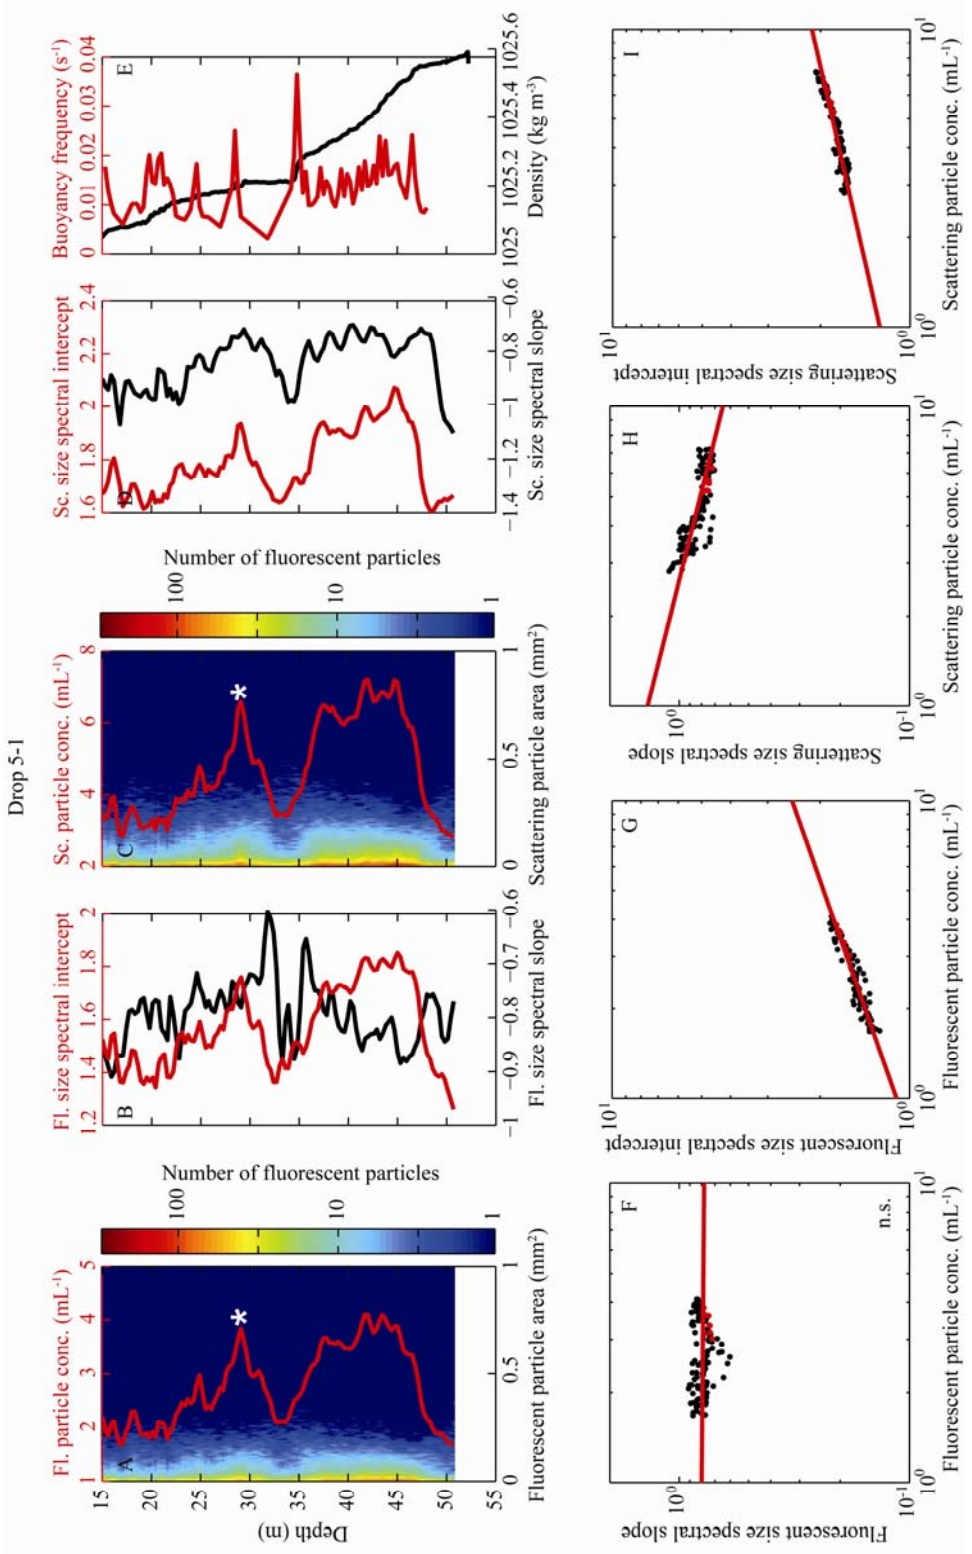 Drop 5-1
Fl. particle conc. (mL-1)
1 2 3 4 5
A
*
Depth (m)
15
20
25
30
35
40
45
50
55
0 0.5 1
Fluorescent particle area (mm2)
100
10
1
Number of fluorescent particles
Fl. size spectral intercept
1.2 1.4 1.6 1.8 2
B
−1 −0.9 −0.8 −0.7 −0.6
Fl. size spectral slope
Sc. particle conc. (mL-1)
2 4 6 8
C
*
0 0.5 1
Scattering particle area (mm2)
100
10
1
Number of fluorescent particles
Sc. size spectral intercept
1.6 1.8 2 2.2 2.4
D
−1.4 −1.2 −1 −0.8 −0.6
Sc. size spectral slope
Buoyancy frequency (s-1)
0 0.01 0.02 0.03 0.04
E
1025 1025.2 1025.4 1025.6
Density (kg m-3)
Fluorescent size spectral slope
100
10-1
F
n.s.
100 101
Fluorescent particle conc. (mL-1)
Fluorescent size spectral intercept
101
100
G
100 101
Fluorescent particle conc. (mL-1)
Scattering size spectral slope
100
10-1
H
100 101
Scattering particle conc. (mL-1)
Scattering size spectral intercept
101
100
I
100 101
Scattering particle conc. (mL-1)